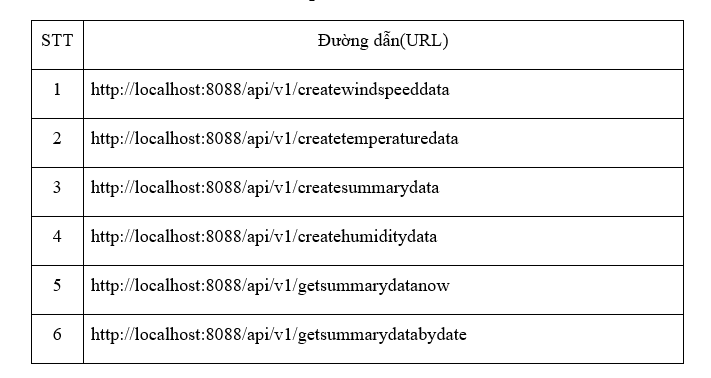 STT Đường dẫn(URL)
1 http://localhost:8088/api/v1/createwindspeeddata
2 http://localhost:8088/api/v1/createtemperaturedata
3 http://localhost:8088/api/v1/createsummarydata
4 http://localhost:8088/api/v1/createhumiditydata
5 http://localhost:8088/api/v1/getsummarydatanow
6 http://localhost:8088/api/v1/getsummarydatabydate